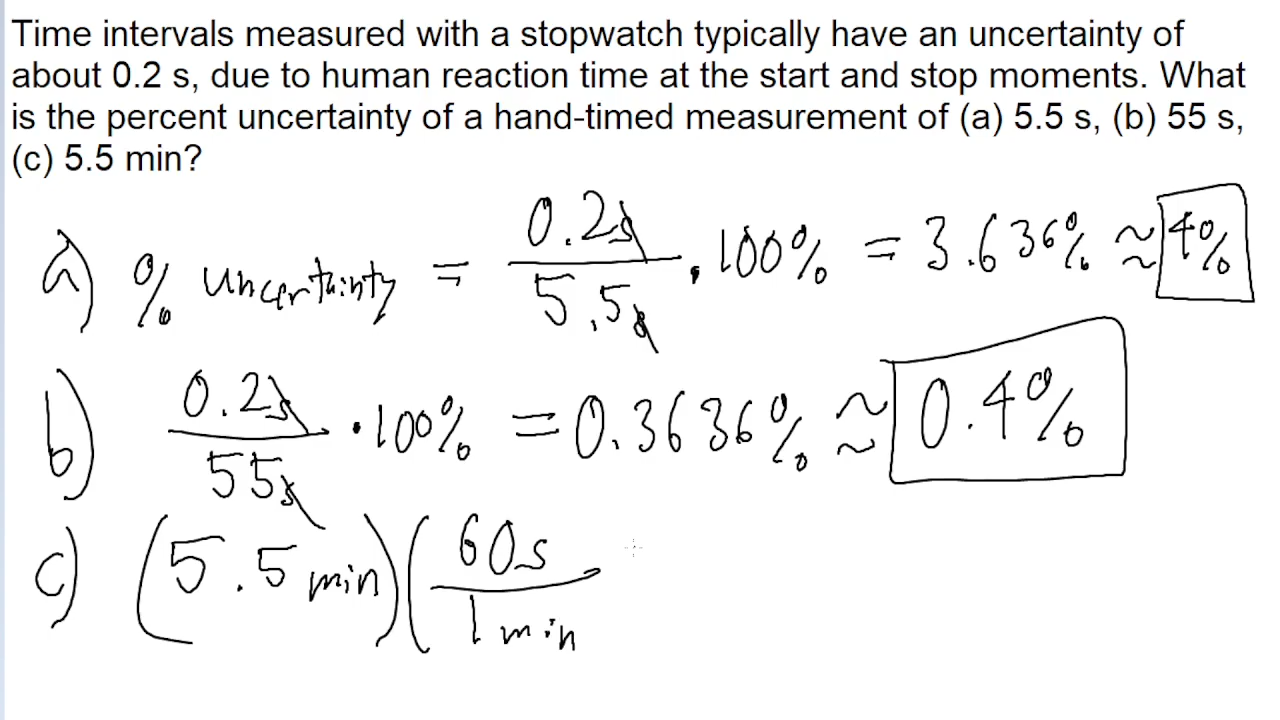 Time intervals measured with a stopwatch typically have an uncertainty of
about 0.2 s, due to human reaction time at the start and stop moments. What
is the percent uncertainty of a hand-timed measurement of (a) 5.5 s, (b) 55 s,
(c) 5.5 min?
a) % uncertainty = 0.2s / 5.5s · 100% = 3.636% ≈ 4%
b) 0.2s / 55s · 100% = 0.3636% ≈ 0.4%
c) (5.5 min) ( 60s / 1 min